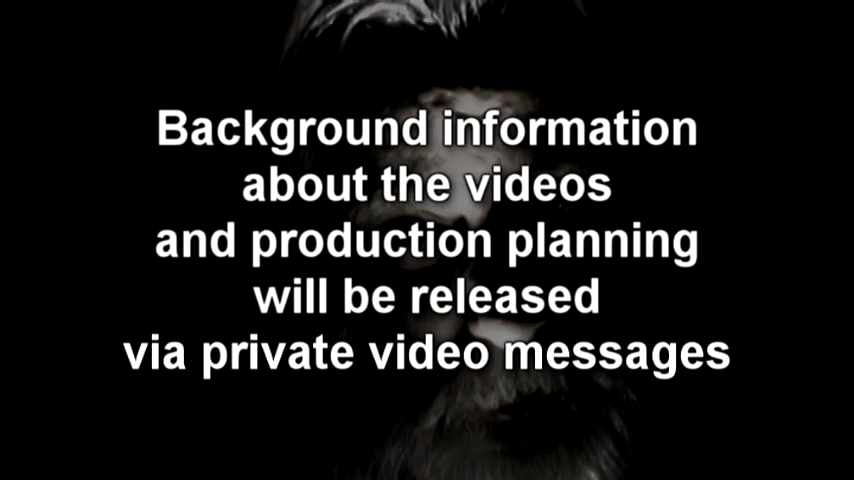 Background information
about the videos
and production planning
will be released
via private video messages